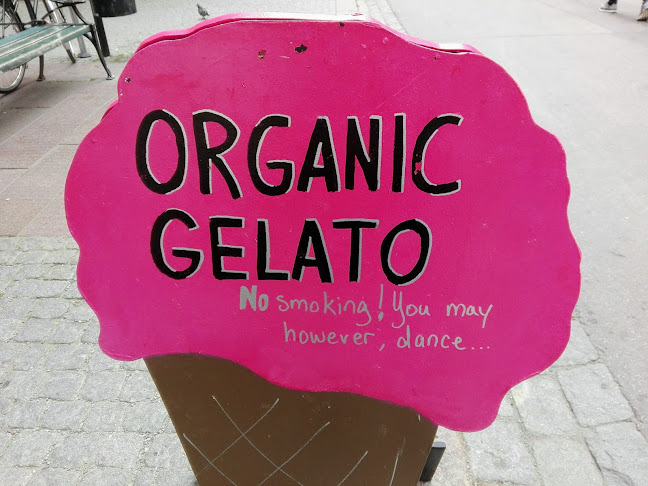 ORGANIC
GELATO
No smoking! You may
however, dance...